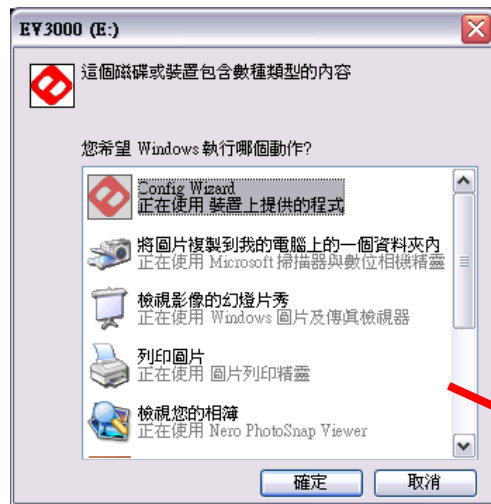 EV3000 (E:)
這個磁碟或裝置包含數種類型的內容
您希望 Windows 執行哪個動作?
Config Wizard
正在使用 裝置上提供的程式
將圖片複製到我的電腦上的一個資料夾內
正在使用 Microsoft 掃描器與數位相機精靈
檢視影像的幻燈片秀
正在使用 Windows 圖片及傳真檢視器
列印圖片
正在使用 圖片列印精靈
檢視您的相簿
正在使用 Nero PhotoSnap Viewer
確定
取消